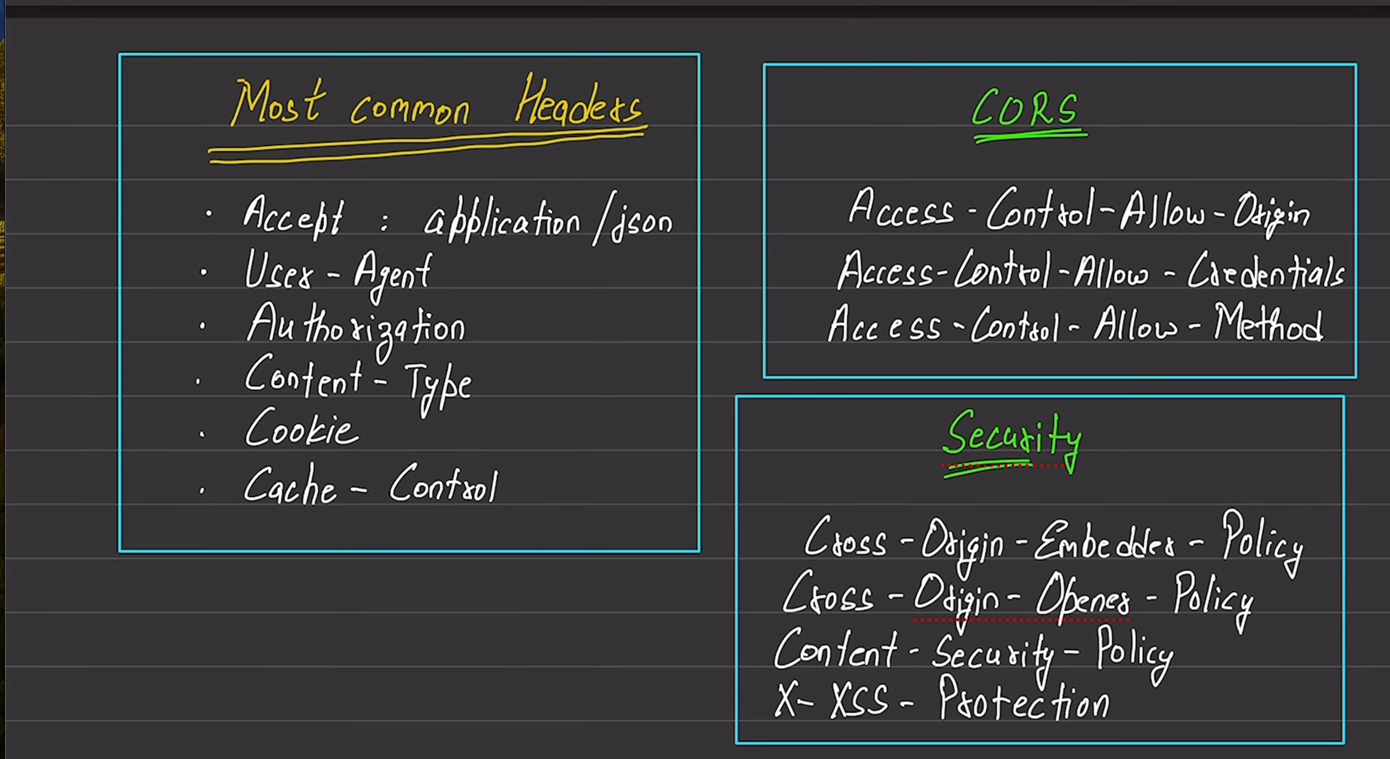 Most common Headers
· Accept : application/json
· User - Agent
· Authorization
· Content - Type
· Cookie
· Cache - Control
CORS
Access - Control - Allow - Origin
Access - Control - Allow - Credentials
Access - Control - Allow - Method
Security
Cross - Origin - Embedder - Policy
Cross - Origin - Opener - Policy
Content - Security - Policy
X - XSS - Protection